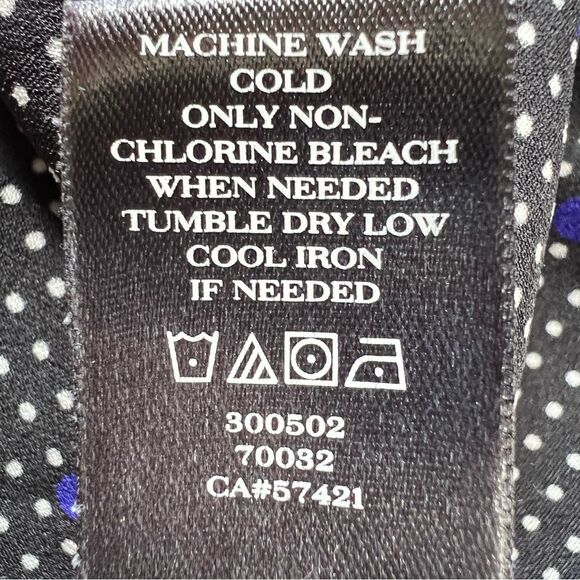 MACHINE WASH
COLD
ONLY NON-
CHLORINE BLEACH
WHEN NEEDED
TUMBLE DRY LOW
COOL IRON
IF NEEDED
300502
70032
CA#57421